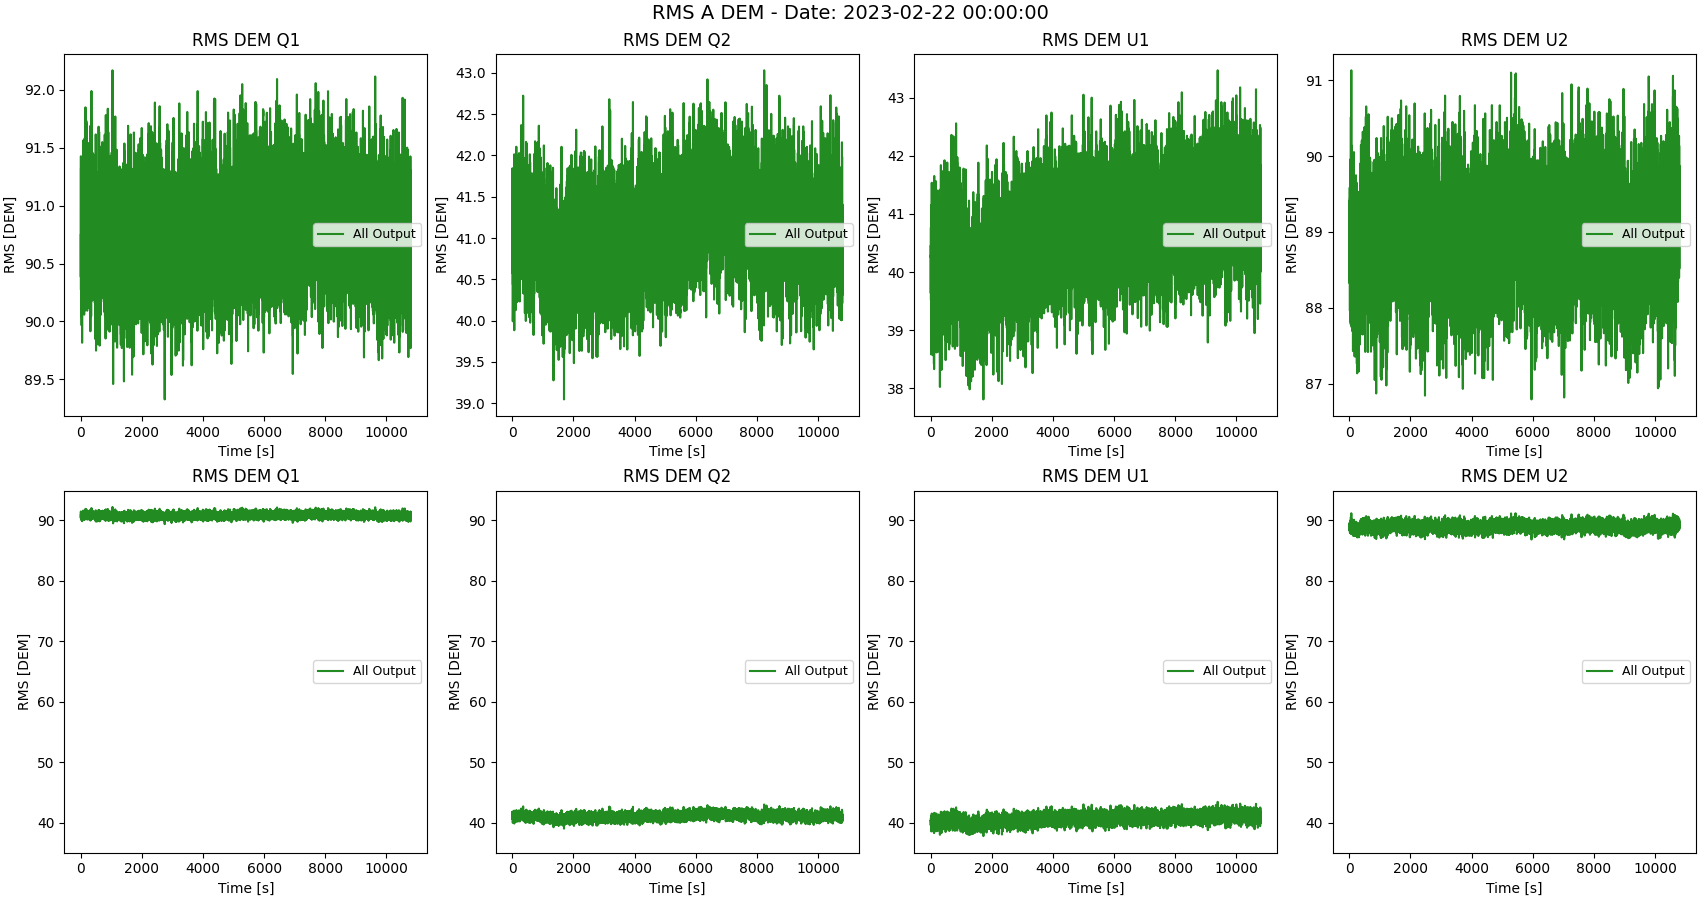 RMS A DEM - Date: 2023-02-22 00:00:00
RMS DEM Q1
RMS [DEM]
92.0
91.5
91.0
90.5
90.0
89.5
All Output
0 2000 4000 6000 8000 10000
Time [s]
RMS DEM Q2
RMS [DEM]
43.0
42.5
42.0
41.5
41.0
40.5
40.0
39.5
39.0
All Output
0 2000 4000 6000 8000 10000
Time [s]
RMS DEM U1
RMS [DEM]
43
42
41
40
39
38
All Output
0 2000 4000 6000 8000 10000
Time [s]
RMS DEM U2
RMS [DEM]
91
90
89
88
87
All Output
0 2000 4000 6000 8000 10000
Time [s]
RMS DEM Q1
RMS [DEM]
90
80
70
60
50
40
All Output
0 2000 4000 6000 8000 10000
Time [s]
RMS DEM Q2
RMS [DEM]
90
80
70
60
50
40
All Output
0 2000 4000 6000 8000 10000
Time [s]
RMS DEM U1
RMS [DEM]
90
80
70
60
50
40
All Output
0 2000 4000 6000 8000 10000
Time [s]
RMS DEM U2
RMS [DEM]
90
80
70
60
50
40
All Output
0 2000 4000 6000 8000 10000
Time [s]